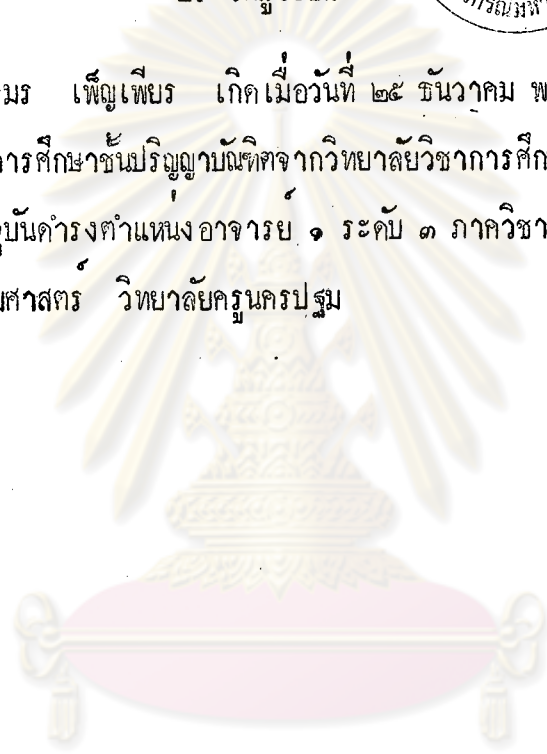 มร เพ็ญเพียร เกิดเมื่อวันที่ ๒๕ ธันวาคม พ
ารศึกษาชั้นปริญญาบัณฑิตจากวิทยาลัยวิชาการศึก
บันดำรงตำแหน่งอาจารย์ ๑ ระดับ ๓ ภาควิชา
ศาสตร์ วิทยาลัยครูนครปฐม